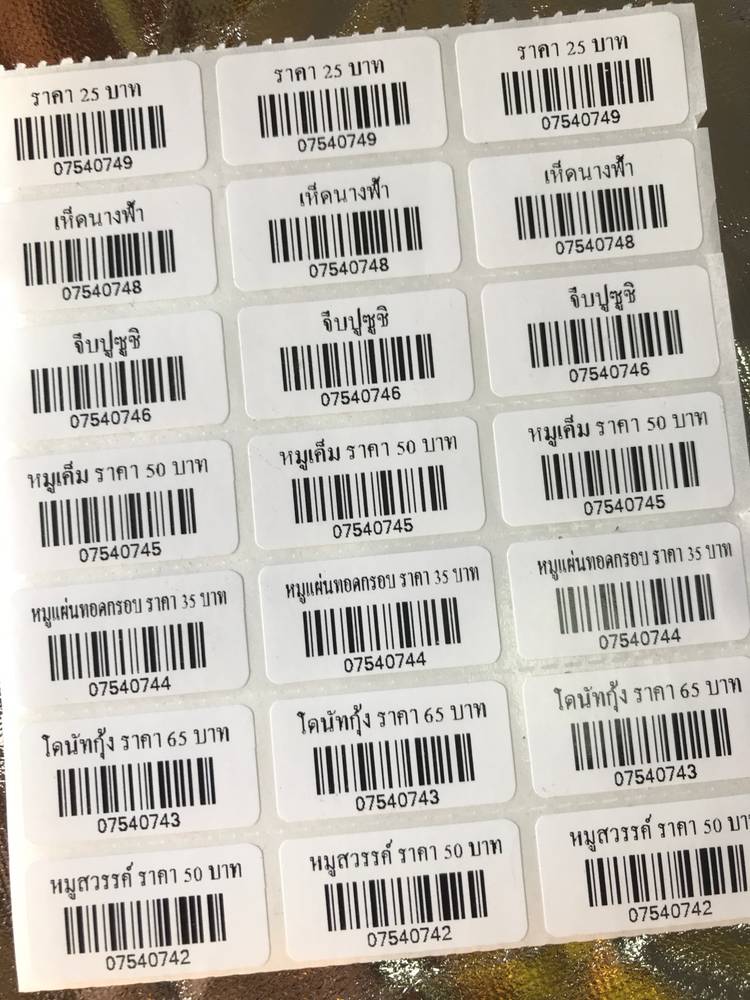 ราคา 25 บาท
07540749
ราคา 25 บาท
07540749
ราคา 25 บาท
07540749
เห็ดนางฟ้า
07540748
เห็ดนางฟ้า
07540748
เห็ดนางฟ้า
07540748
จีบปูซูชิ
07540746
จีบปูซูชิ
07540746
จีบปูซูชิ
07540746
หมูเค็ม ราคา 50 บาท
07540745
หมูเค็ม ราคา 50 บาท
07540745
หมูเค็ม ราคา 50 บาท
07540745
หมูแผ่นทอดกรอบ ราคา 35 บาท
07540744
หมูแผ่นทอดกรอบ ราคา 35 บาท
07540744
หมูแผ่นทอดกรอบ ราคา 35 บาท
07540744
โดนัทกุ้ง ราคา 65 บาท
07540743
โดนัทกุ้ง ราคา 65 บาท
07540743
โดนัทกุ้ง ราคา 65 บาท
07540743
หมูสวรรค์ ราคา 50 บาท
07540742
หมูสวรรค์ ราคา 50 บาท
07540742
หมูสวรรค์ ราคา 50
07540742